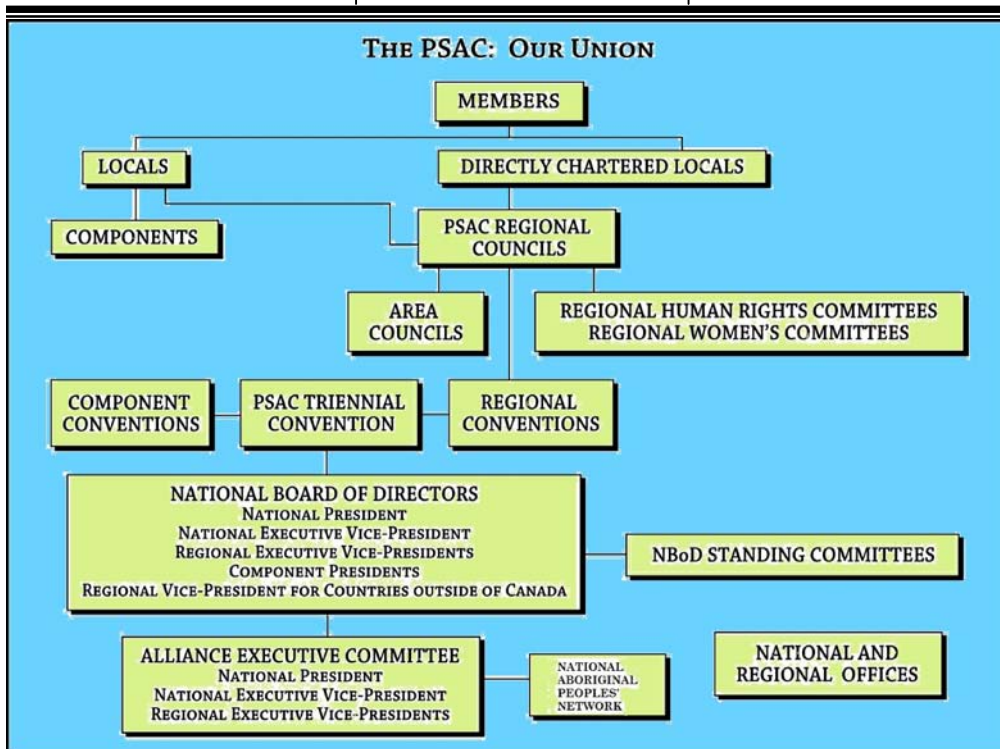 THE PSAC: OUR UNION
MEMBERS
LOCALS
DIRECTLY CHARTERED LOCALS
COMPONENTS
PSAC REGIONAL
COUNCILS
AREA
COUNCILS
REGIONAL HUMAN RIGHTS COMMITTEES
REGIONAL WOMEN'S COMMITTEES
COMPONENT
CONVENTIONS
PSAC TRIENNIAL
CONVENTION
REGIONAL
CONVENTIONS
NATIONAL BOARD OF DIRECTORS
NATIONAL PRESIDENT
NATIONAL EXECUTIVE VICE-PRESIDENT
REGIONAL EXECUTIVE VICE-PRESIDENTS
COMPONENT PRESIDENTS
REGIONAL VICE-PRESIDENT FOR COUNTRIES OUTSIDE OF CANADA
NBoD STANDING COMMITTEES
ALLIANCE EXECUTIVE COMMITTEE
NATIONAL PRESIDENT
NATIONAL EXECUTIVE VICE-PRESIDENT
REGIONAL EXECUTIVE VICE-PRESIDENTS
NATIONAL
ABORIGINAL
PEOPLES'
NETWORK
NATIONAL AND
REGIONAL OFFICES